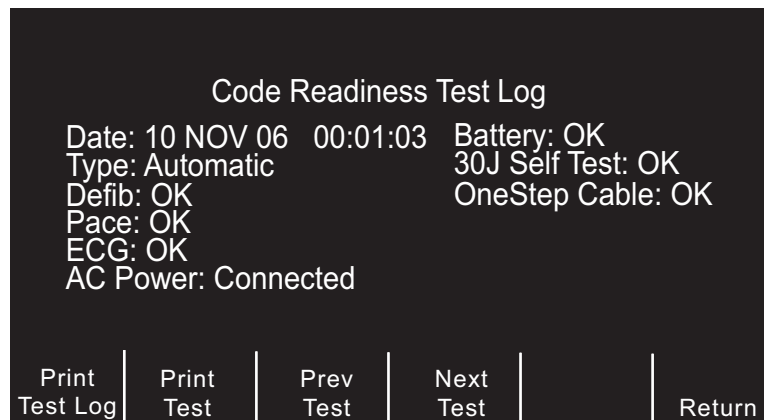 Code Readiness Test Log
Date: 10 NOV 06   00:01:03
Type: Automatic
Defib: OK
Pace: OK
ECG: OK
AC Power: Connected
Battery: OK
30J Self Test: OK
OneStep Cable: OK
Print
Test Log
Print
Test
Prev
Test
Next
Test
Return